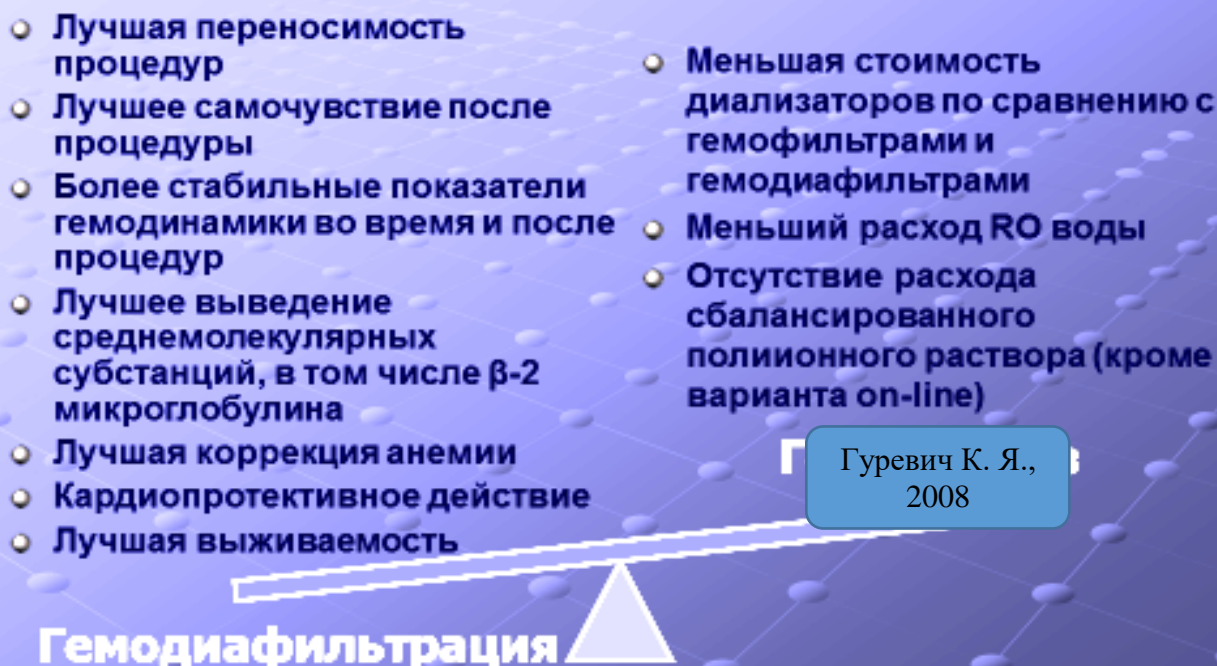 Лучшая переносимость
процедур
Лучшее самочувствие после
процедуры
Более стабильные показатели
гемодинамики во время и после
процедур
Лучшее выведение
среднемолекулярных
субстанций, в том числе β-2
микроглобулина
Лучшая коррекция анемии
Кардиопротективное действие
Лучшая выживаемость
Меньшая стоимость
диализаторов по сравнению с
гемофильтрами и
гемодиафильтрами
Меньший расход RO воды
Отсутствие расхода
сбалансированного
полиионного раствора (кроме
варианта on-line)
Гуревич К. Я.,
2008
Гемодиафильтрация